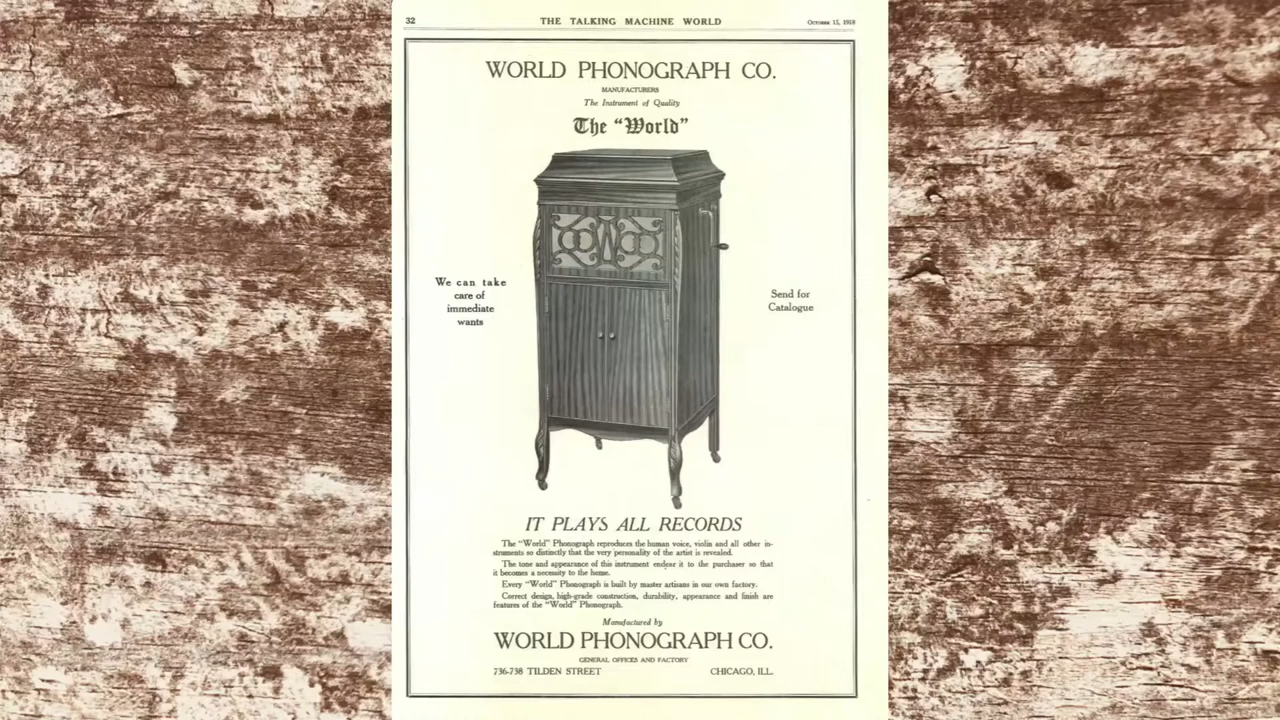 32
THE TALKING MACHINE WORLD
October 15, 1918
WORLD PHONOGRAPH CO.
MANUFACTURERS
The Instrument of Quality
The "World"
We can take
care of
immediate
wants
Send for
Catalogue
IT PLAYS ALL RECORDS
The "World" Phonograph reproduces the human voice, violin and all other in-
struments so distinctly that the very personality of the artist is revealed.
The tone and appearance of this instrument endear it to the purchaser so that
it becomes a necessity to the home.
Every "World" Phonograph is built by master artisans in our own factory.
Correct design, high-grade construction, durability, appearance and finish are
features of the "World" Phonograph.
Manufactured by
WORLD PHONOGRAPH CO.
GENERAL OFFICES AND FACTORY
736-738 TILDEN STREET
CHICAGO, ILL.